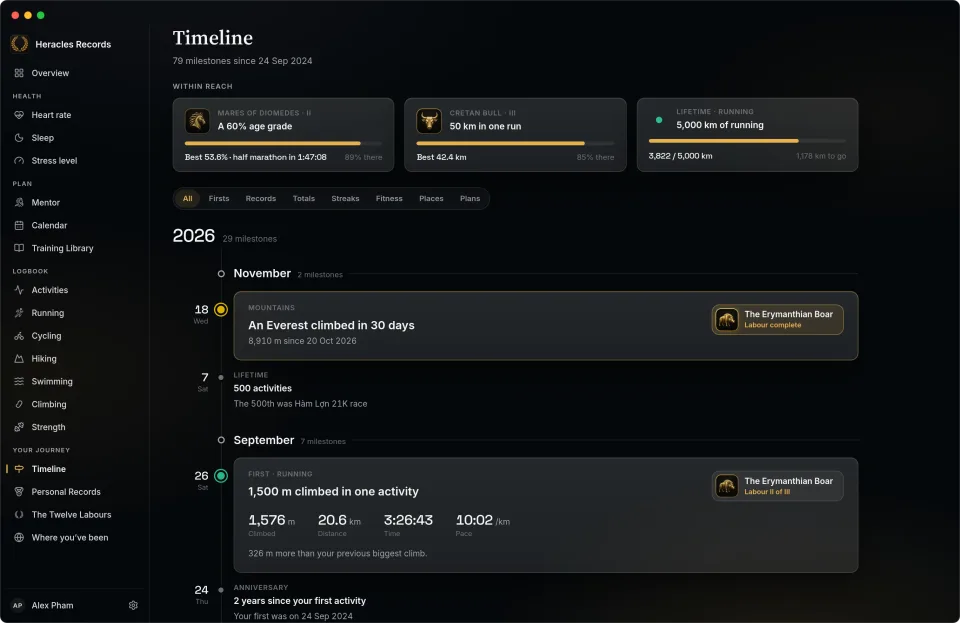 Heracles Records
Overview
HEALTH
Heart rate
Sleep
Stress level
PLAN
Mentor
Calendar
Training Library
LOGBOOK
Activities
Running
Cycling
Hiking
Swimming
Climbing
Strength
YOUR JOURNEY
Timeline
Personal Records
The Twelve Labours
Where you've been
AP Alex Pham
Timeline
79 milestones since 24 Sep 2024
WITHIN REACH
MARES OF DIOMEDES · II
A 60% age grade
Best 53.6% · half marathon in 1:47:08 89% there
CRETAN BULL · III
50 km in one run
Best 42.4 km 85% there
LIFETIME · RUNNING
5,000 km of running
3,822 / 5,000 km 1,178 km to go
All Firsts Records Totals Streaks Fitness Places Plans
2026 29 milestones
November 2 milestones
18
Wed
MOUNTAINS
An Everest climbed in 30 days
8,910 m since 20 Oct 2026
The Erymanthian Boar
Labour complete
7
Sat
LIFETIME
500 activities
The 500th was Hàm Lợn 21K race
September 7 milestones
26
Sat
FIRST · RUNNING
1,500 m climbed in one activity
The Erymanthian Boar
Labour II of III
1,576 m 20.6 km 3:26:43 10:02 /km
Climbed Distance Time Pace
326 m more than your previous biggest climb.
24
Thu
ANNIVERSARY
2 years since your first activity
Your first was on 24 Sep 2024